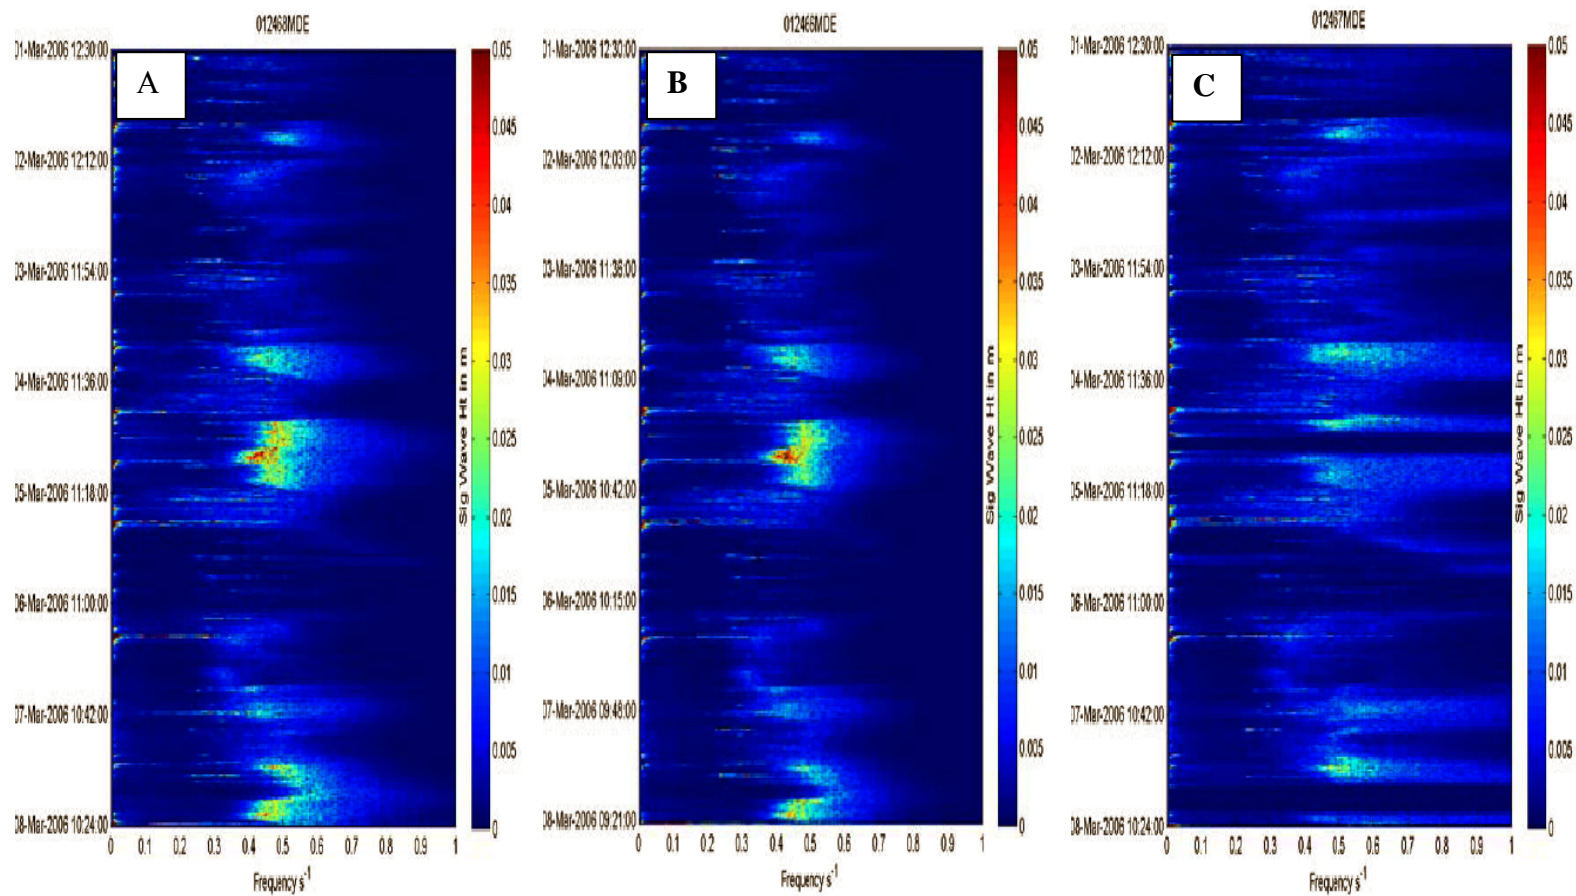 012468MDE
01-Mar-2006 12:30:00
A
02-Mar-2006 12:12:00
03-Mar-2006 11:54:00
04-Mar-2006 11:36:00
05-Mar-2006 11:18:00
06-Mar-2006 11:00:00
07-Mar-2006 10:42:00
08-Mar-2006 10:24:00
0 0.1 0.2 0.3 0.4 0.5 0.6 0.7 0.8 0.9 1
Frequency s⁻¹
0.05
0.045
0.04
0.035
0.03
0.025
0.02
0.015
0.01
0.005
0
Sig Wave Ht in m
012466MDE
01-Mar-2006 12:30:00
B
02-Mar-2006 12:03:00
03-Mar-2006 11:36:00
04-Mar-2006 11:09:00
05-Mar-2006 10:42:00
06-Mar-2006 10:15:00
07-Mar-2006 09:48:00
08-Mar-2006 09:21:00
0 0.1 0.2 0.3 0.4 0.5 0.6 0.7 0.8 0.9 1
Frequency s⁻¹
0.05
0.045
0.04
0.035
0.03
0.025
0.02
0.015
0.01
0.005
0
Sig Wave Ht in m
012467MDE
01-Mar-2006 12:30:00
C
02-Mar-2006 12:12:00
03-Mar-2006 11:54:00
04-Mar-2006 11:36:00
05-Mar-2006 11:18:00
06-Mar-2006 11:00:00
07-Mar-2006 10:42:00
08-Mar-2006 10:24:00
0 0.1 0.2 0.3 0.4 0.5 0.6 0.7 0.8 0.9 1
Frequency s⁻¹
0.05
0.045
0.04
0.035
0.03
0.025
0.02
0.015
0.01
0.005
0
Sig Wave Ht in m